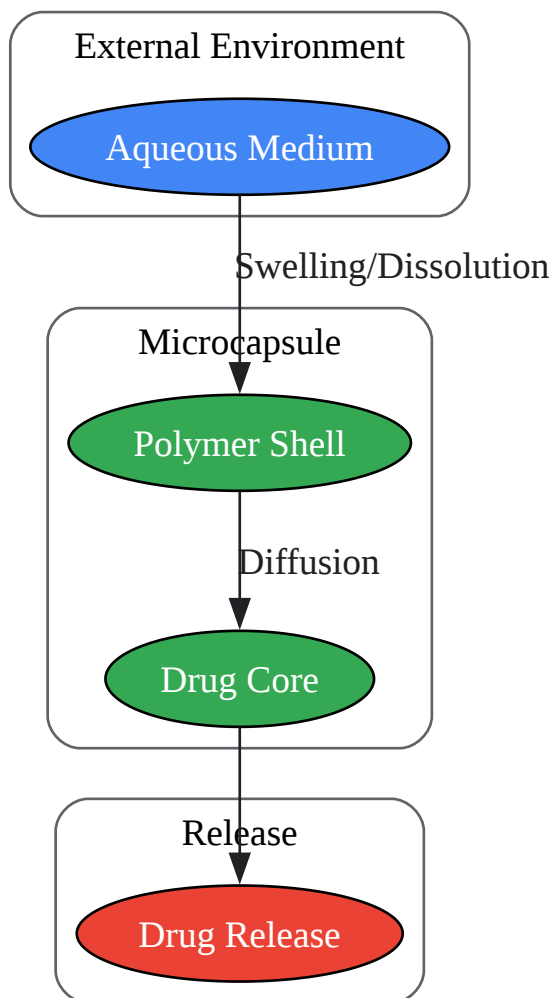 External Environment
Aqueous Medium
Swelling/Dissolution
Microcapsule
Polymer Shell
Diffusion
Drug Core
Release
Drug Release